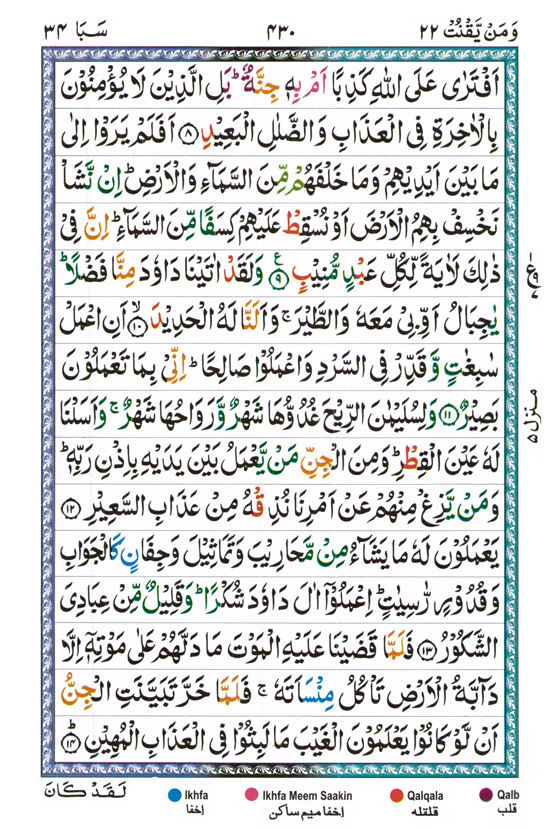 وَمَنْ يَّقْنُتْ ٢٢ ٤٣٠ سَبَا ٣٤
اَفْتَرٰى عَلَى اللّٰهِ كَذِبًا اَمْ بِهٖ جِنَّةٌ ؕ بَلِ الَّذِيْنَ لَا يُؤْمِنُوْنَ
بِالْاٰخِرَةِ فِى الْعَذَابِ وَالضَّلٰلِ الْبَعِيْدِ ﴿٨﴾ اَفَلَمْ يَرَوْا اِلٰى
مَا بَيْنَ اَيْدِيْهِمْ وَمَا خَلْفَهُمْ مِّنَ السَّمَآءِ وَالْاَرْضِ ؕ اِنْ نَّشَاْ
نَخْسِفْ بِهِمُ الْاَرْضَ اَوْ نُسْقِطْ عَلَيْهِمْ كِسَفًا مِّنَ السَّمَآءِ ؕ اِنَّ فِىْ
ذٰلِكَ لَاٰيَةً لِّكُلِّ عَبْدٍ مُّنِيْبٍ ﴿٩﴾ ع وَلَقَدْ اٰتَيْنَا دَاوٗدَ مِنَّا فَضْلًا ؕ
يٰجِبَالُ اَوِّبِىْ مَعَهٗ وَالطَّيْرَ ۚ وَاَلَنَّا لَهُ الْحَدِيْدَ ﴿١٠﴾ ۙ اَنِ اعْمَلْ
سٰبِغٰتٍ وَّقَدِّرْ فِى السَّرْدِ وَاعْمَلُوْا صَالِحًا ؕ اِنِّىْ بِمَا تَعْمَلُوْنَ
بَصِيْرٌ ﴿١١﴾ وَلِسُلَيْمٰنَ الرِّيْحَ غُدُوُّهَا شَهْرٌ وَّرَوَاحُهَا شَهْرٌ ۚ وَاَسَلْنَا
لَهٗ عَيْنَ الْقِطْرِ ؕ وَمِنَ الْجِنِّ مَنْ يَّعْمَلُ بَيْنَ يَدَيْهِ بِاِذْنِ رَبِّهٖ ؕ
وَمَنْ يَّزِغْ مِنْهُمْ عَنْ اَمْرِنَا نُذِقْهُ مِنْ عَذَابِ السَّعِيْرِ ﴿١٢﴾
يَعْمَلُوْنَ لَهٗ مَا يَشَآءُ مِنْ مَّحَارِيْبَ وَتَمَاثِيْلَ وَجِفَانٍ كَالْجَوَابِ
وَقُدُوْرٍ رّٰسِيٰتٍ ؕ اِعْمَلُوْۤا اٰلَ دَاوٗدَ شُكْرًا ؕ وَقَلِيْلٌ مِّنْ عِبَادِىَ
الشَّكُوْرُ ﴿١٣﴾ فَلَمَّا قَضَيْنَا عَلَيْهِ الْمَوْتَ مَا دَلَّهُمْ عَلٰى مَوْتِهٖۤ اِلَّا
دَآبَّةُ الْاَرْضِ تَاْكُلُ مِنْسَاَتَهٗ ۚ فَلَمَّا خَرَّ تَبَيَّنَتِ الْجِنُّ
اَنْ لَّوْ كَانُوْا يَعْلَمُوْنَ الْغَيْبَ مَا لَبِثُوْا فِى الْعَذَابِ الْمُهِيْنِ ﴿١٤﴾ ؕ
منزل ٥
لَقَدْ كَانَ
Ikhfa Ikhfa Meem Saakin Qalqala Qalb
اخفا اخفا میم ساکن قلقله قلب